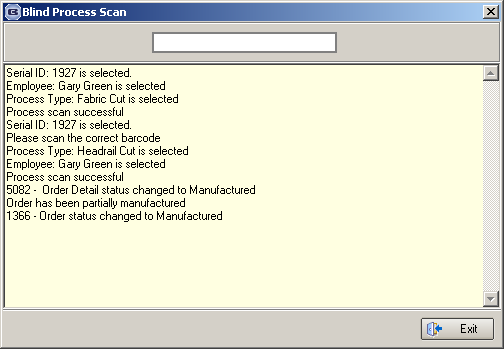 Blind Process Scan
Serial ID: 1927 is selected.
Employee: Gary Green is selected
Process Type: Fabric Cut is selected
Process scan successful
Serial ID: 1927 is selected.
Please scan the correct barcode
Process Type: Headrail Cut is selected
Employee: Gary Green is selected
Process scan successful
5082 -  Order Detail status changed to Manufactured
Order has been partially manufactured
1366 - Order status changed to Manufactured
Exit